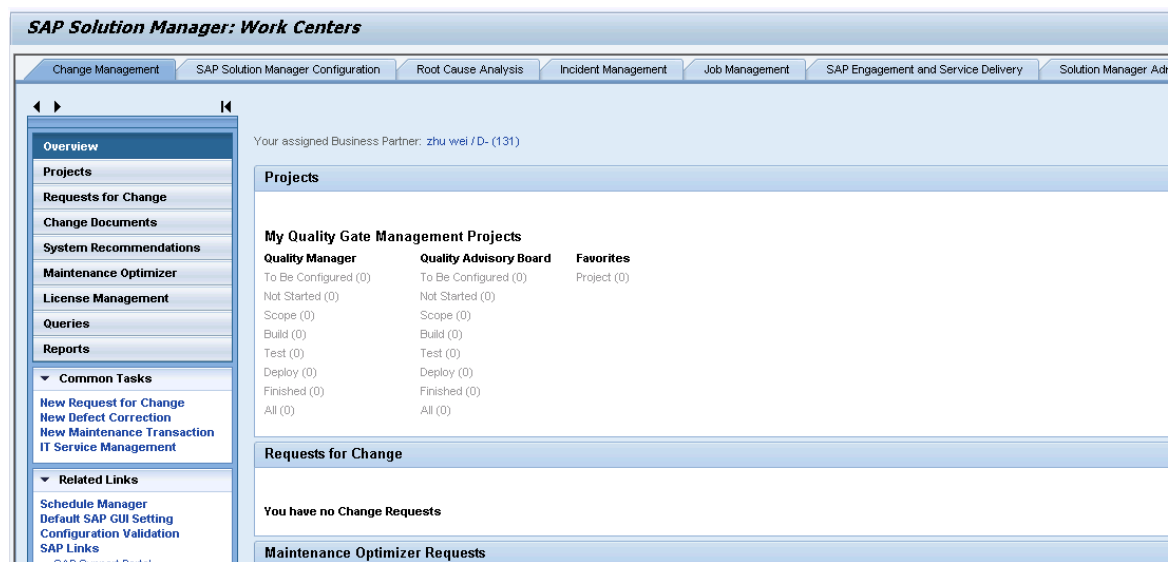 SAP Solution Manager: Work Centers
Change Management SAP Solution Manager Configuration Root Cause Analysis Incident Management Job Management SAP Engagement and Service Delivery Solution Manager Adr
Overview
Projects
Requests for Change
Change Documents
System Recommendations
Maintenance Optimizer
License Management
Queries
Reports
Common Tasks
New Request for Change
New Defect Correction
New Maintenance Transaction
IT Service Management
Related Links
Schedule Manager
Default SAP GUI Setting
Configuration Validation
SAP Links
Your assigned Business Partner: zhu wei / D- (131)
Projects
My Quality Gate Management Projects
Quality Manager Quality Advisory Board Favorites
To Be Configured (0) To Be Configured (0) Project (0)
Not Started (0) Not Started (0)
Scope (0) Scope (0)
Build (0) Build (0)
Test (0) Test (0)
Deploy (0) Deploy (0)
Finished (0) Finished (0)
All (0) All (0)
Requests for Change
You have no Change Requests
Maintenance Optimizer Requests